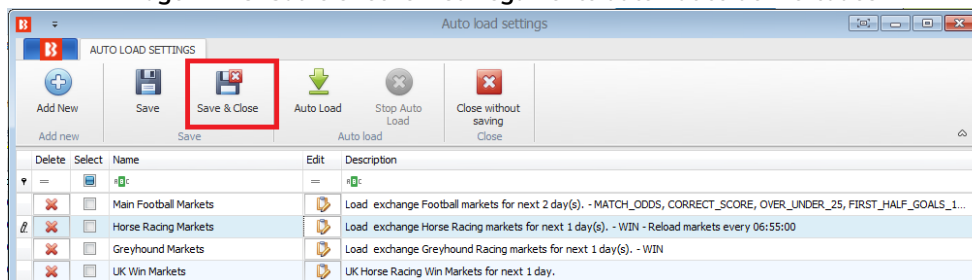 Auto load settings
AUTO LOAD SETTINGS
Add New
Save
Save & Close
Auto Load
Stop Auto
Load
Close without
saving
Add new
Save
Auto load
Close
Delete Select Name Edit Description
= ABC = ABC
Main Football Markets Load exchange Football markets for next 2 day(s). - MATCH_ODDS, CORRECT_SCORE, OVER_UNDER_25, FIRST_HALF_GOALS_1...
Horse Racing Markets Load exchange Horse Racing markets for next 1 day(s). - WIN - Reload markets every 06:55:00
Greyhound Markets Load exchange Greyhound Racing markets for next 1 day(s). - WIN
UK Win Markets UK Horse Racing Win Markets for next 1 day.